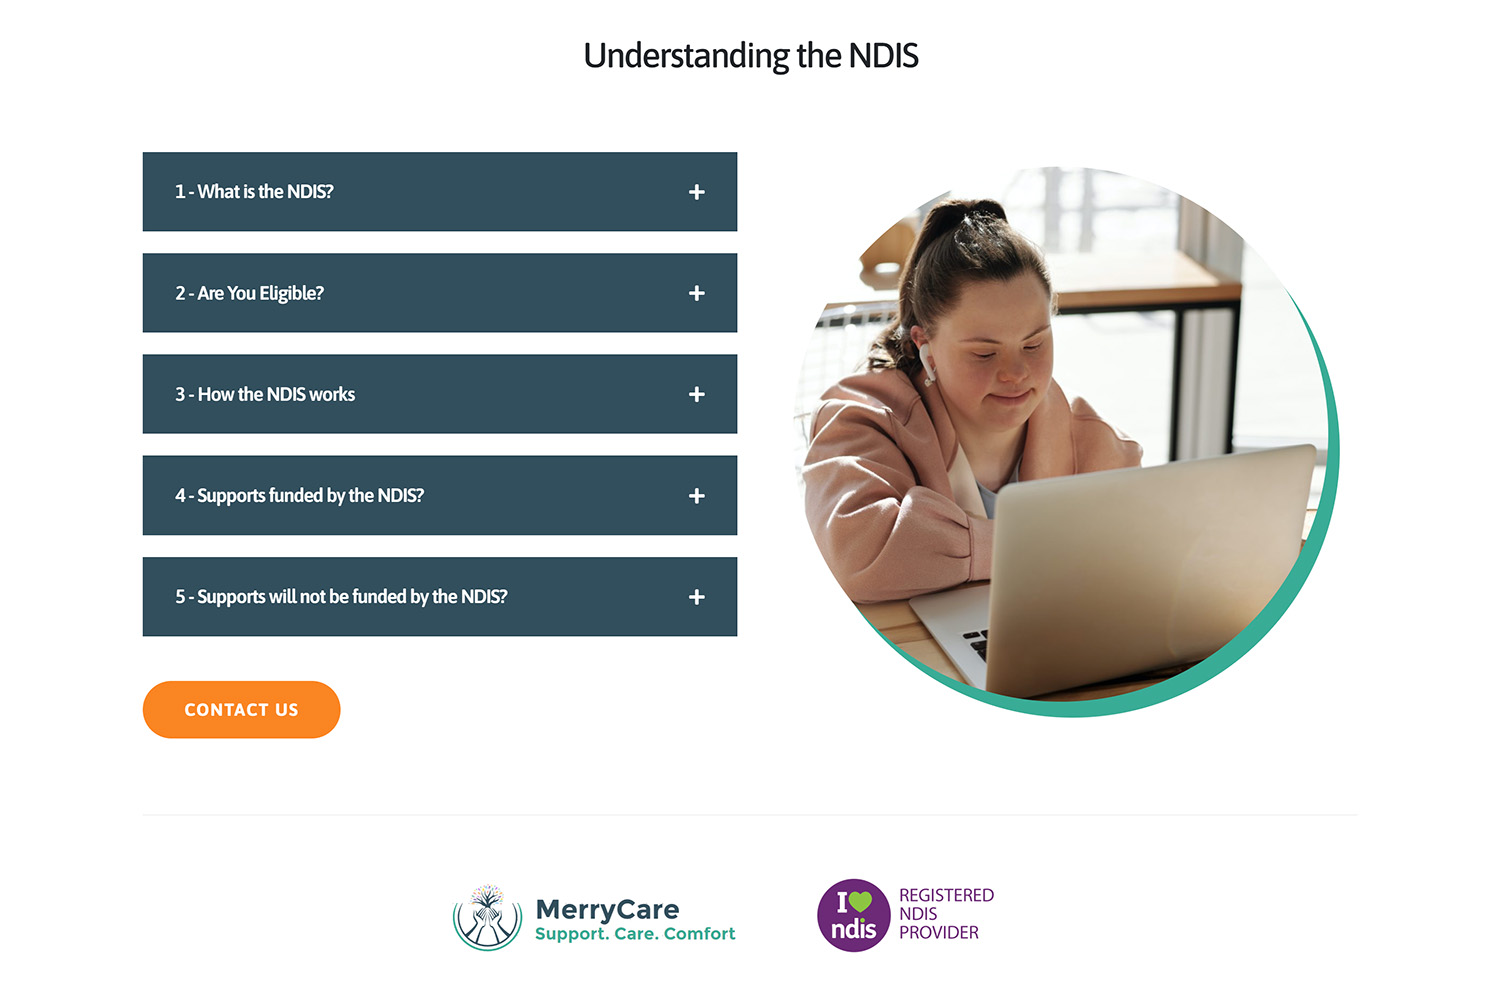 Understanding the NDIS
1 - What is the NDIS?
2 - Are You Eligible?
3 - How the NDIS works
4 - Supports funded by the NDIS?
5 - Supports will not be funded by the NDIS?
CONTACT US
MerryCare
Support. Care. Comfort
I
ndis
REGISTERED
NDIS
PROVIDER